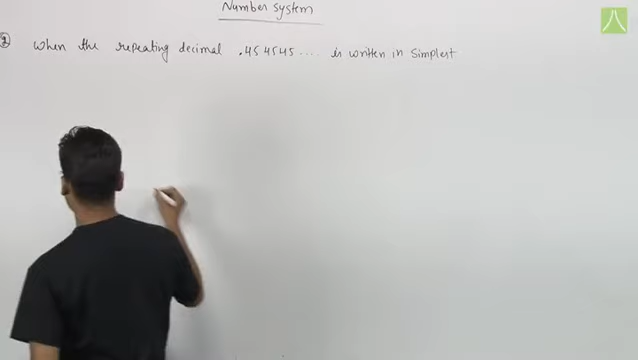 Number System
② When the repeating decimal .454545.... is written in simplest